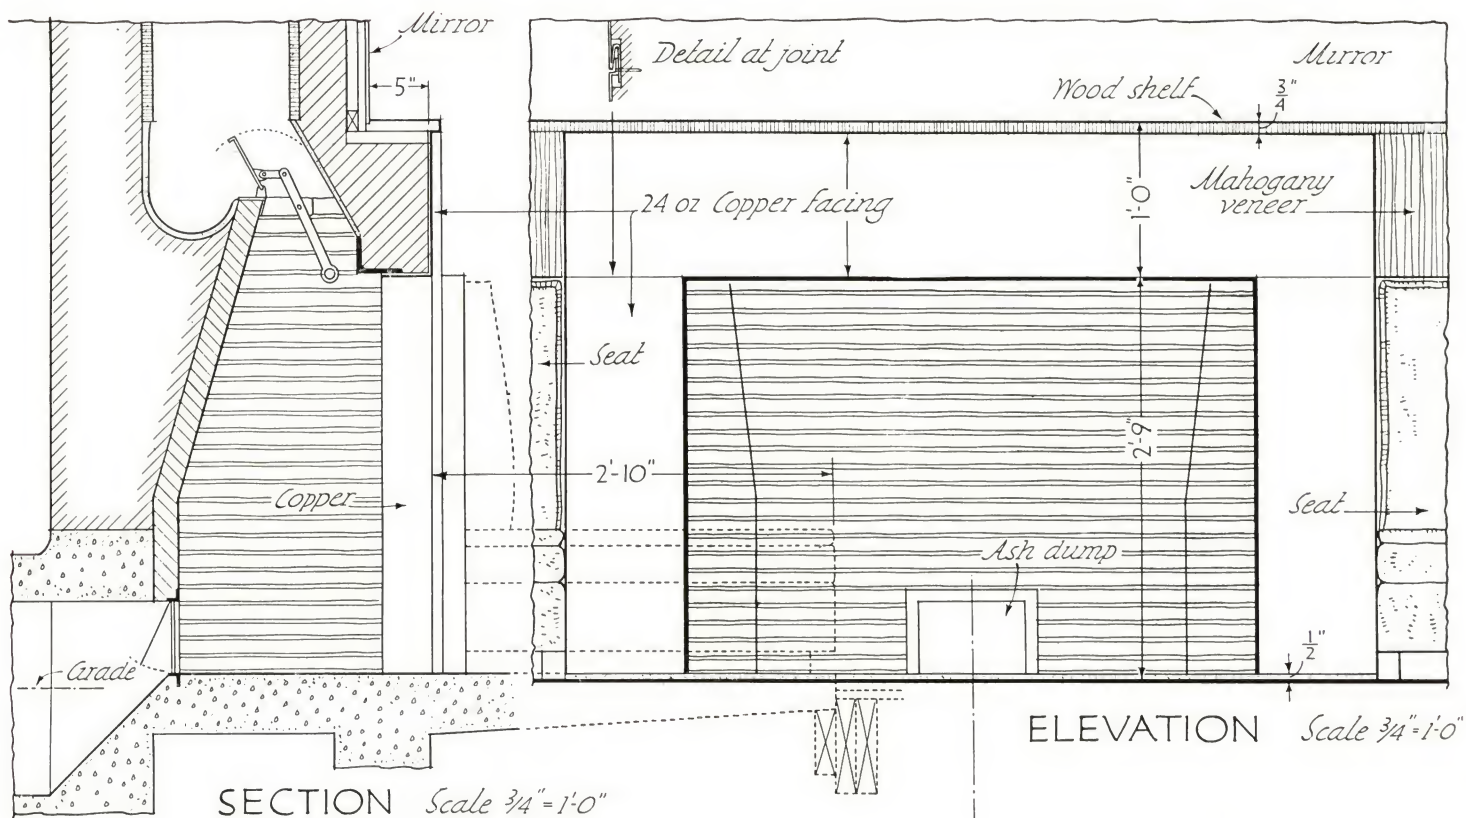 Mirror
5"
Detail at joint
Mirror
Wood shelf
3/4"
24 oz Copper facing
1'-0"
Mahogany
veneer
Seat
2'-9"
2'-10"
Copper
Seat
Ash dump
Grade
1/2"
ELEVATION Scale 3/4"=1'-0"
SECTION Scale 3/4"=1'-0"